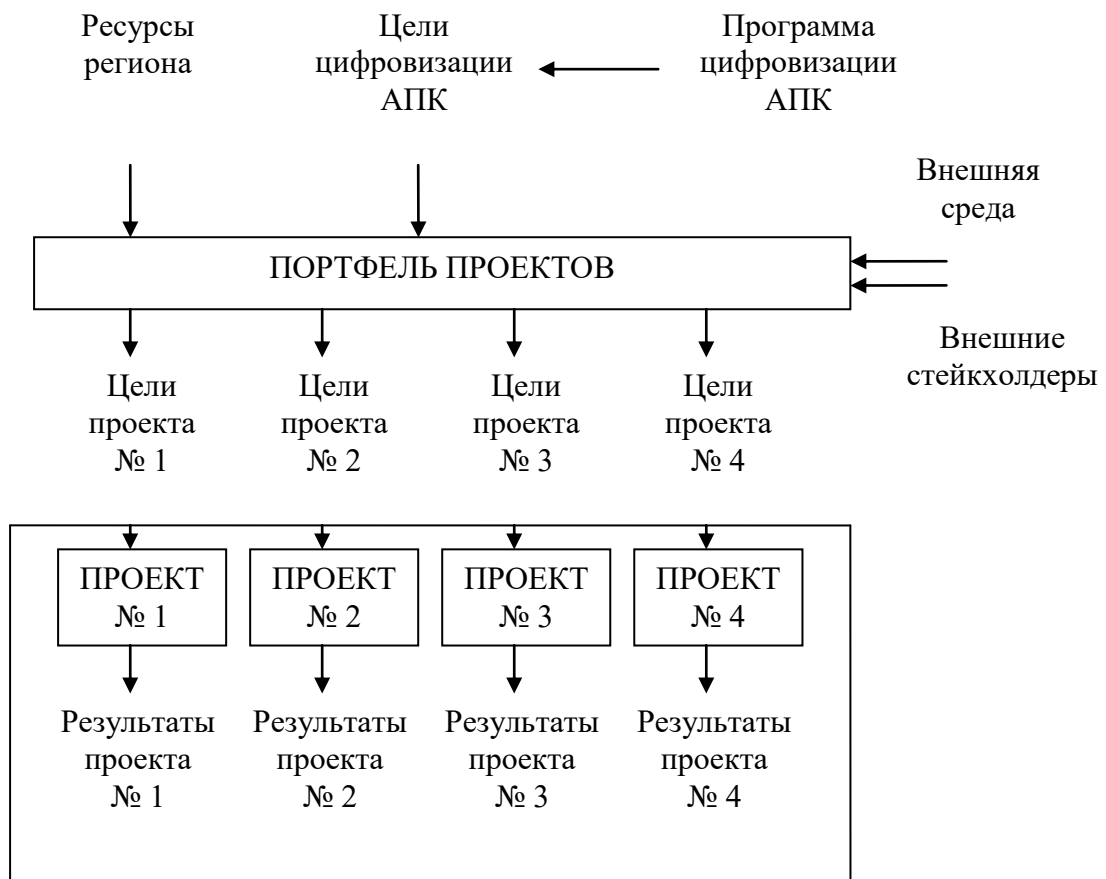 Ресурсы
региона
Цели
цифровизации
АПК
Программа
цифровизации
АПК
Внешняя
среда
ПОРТФЕЛЬ ПРОЕКТОВ
Внешние
стейкхолдеры
Цели
проекта
№ 1
Цели
проекта
№ 2
Цели
проекта
№ 3
Цели
проекта
№ 4
ПРОЕКТ
№ 1
ПРОЕКТ
№ 2
ПРОЕКТ
№ 3
ПРОЕКТ
№ 4
Результаты
проекта
№ 1
Результаты
проекта
№ 2
Результаты
проекта
№ 3
Результаты
проекта
№ 4